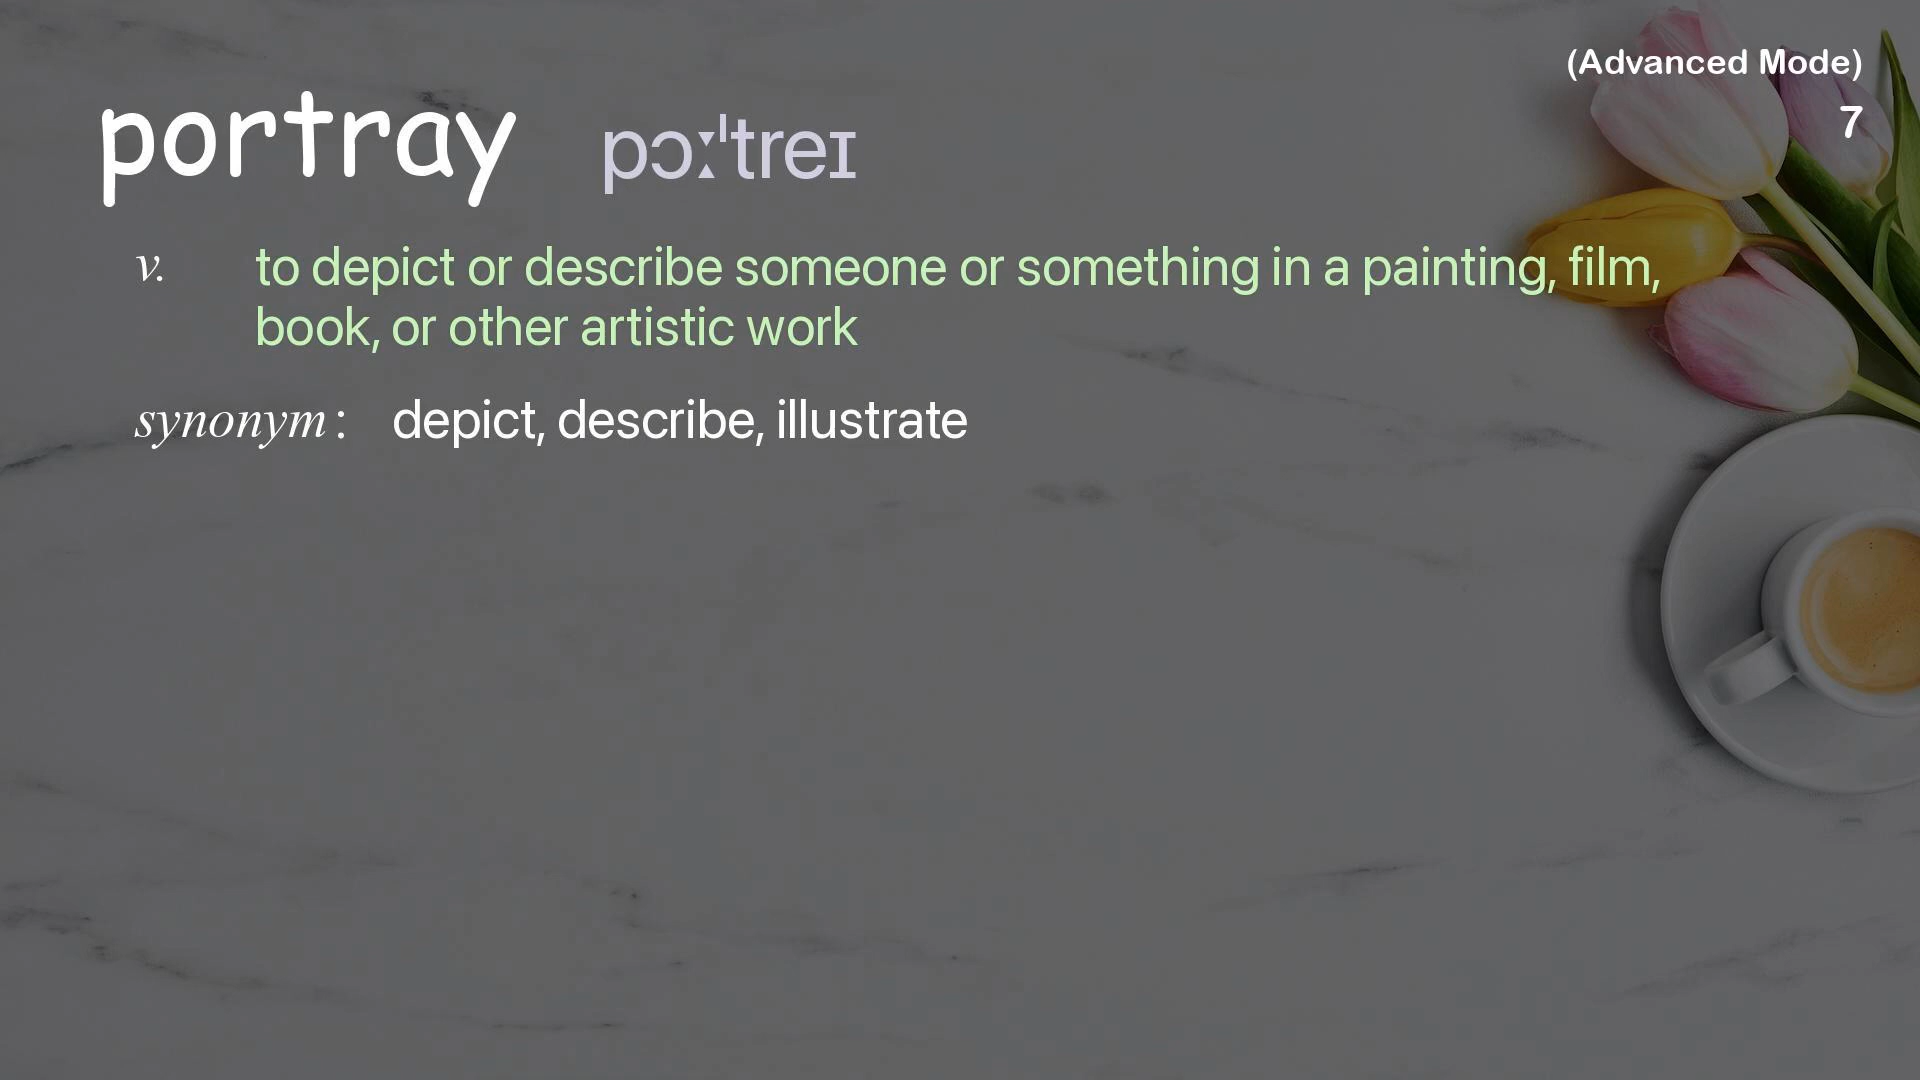 (Advanced Mode)
7
portray pɔːˈtreɪ
v. to depict or describe someone or something in a painting, film,
book, or other artistic work
synonym : depict, describe, illustrate